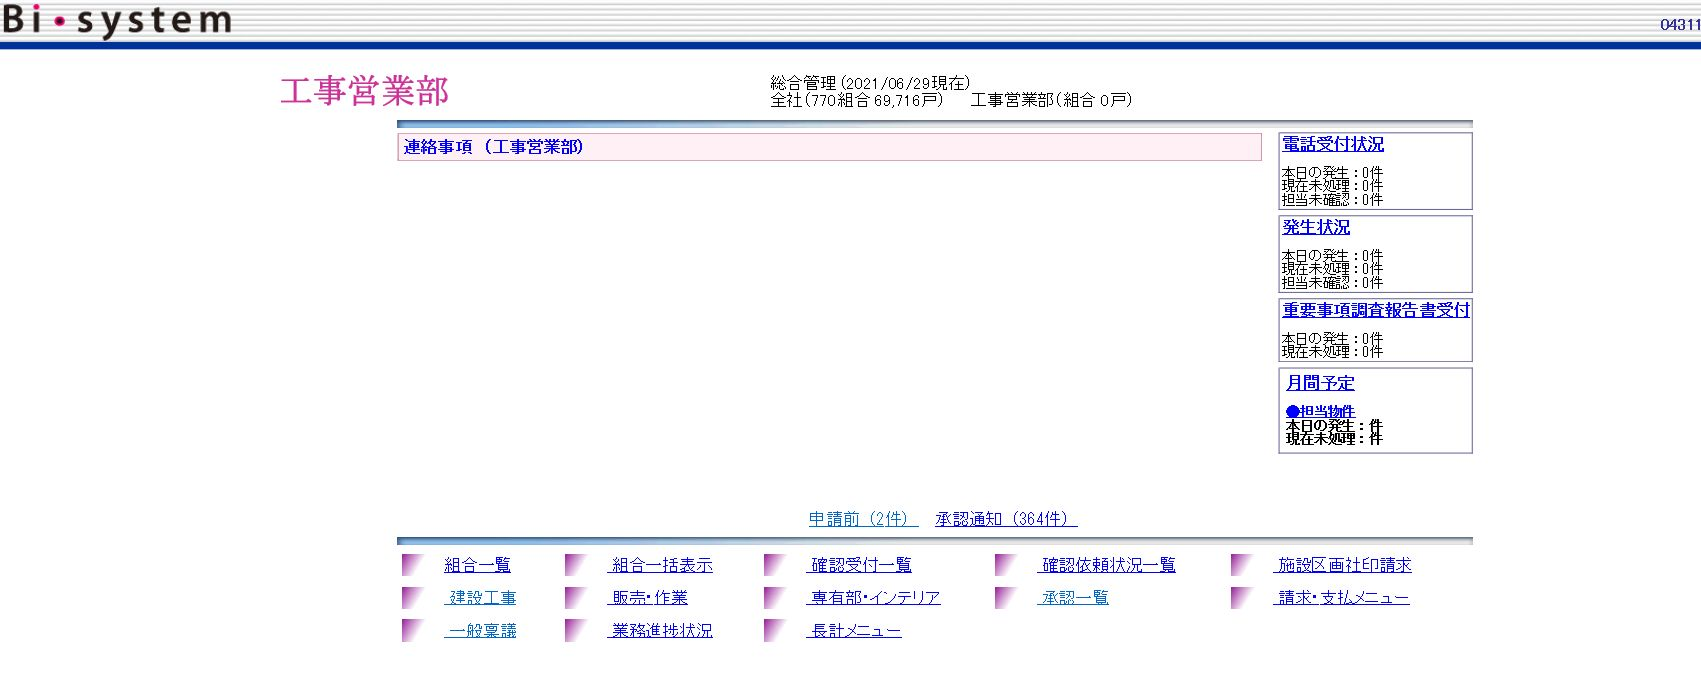 Bi・system
04311
工事営業部
総合管理(2021/06/29現在)
全社(770組合 69,716戸) 工事営業部(組合 0戸)
連絡事項 (工事営業部)
電話受付状況
本日の発生：0件
現在未処理：0件
担当未確認：0件
発生状況
本日の発生：0件
現在未処理：0件
担当未確認：0件
重要事項調査報告書受付
本日の発生：0件
現在未処理：0件
月間予定
●担当物件
本日の発生：件
現在未処理：件
申請前 (2件) 承認通知 (364件)
組合一覧 組合一括表示 確認受付一覧 確認依頼状況一覧 施設区画社印請求
建設工事 販売・作業 専有部・インテリア 承認一覧 請求・支払メニュー
一般稟議 業務進捗状況 長計メニュー